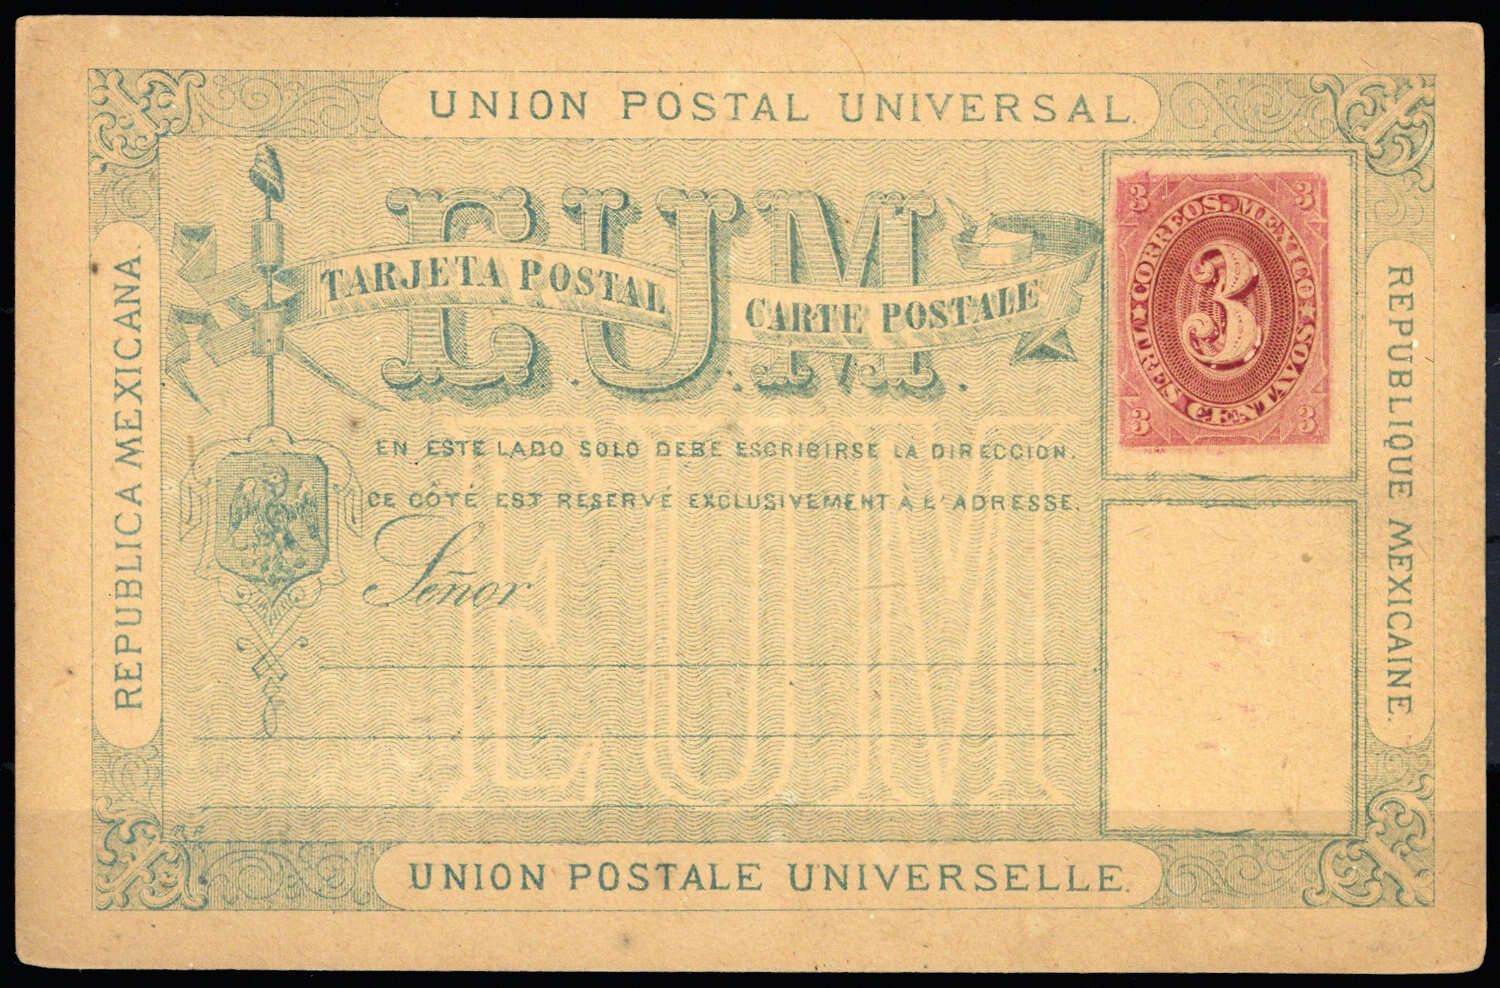 UNION POSTAL UNIVERSAL.
E.U.M.
TARJETA POSTAL
CARTE POSTALE
EN ESTE LADO SOLO DEBE ESCRIBIRSE LA DIRECCION.
CE CÔTÉ EST RESERVÉ EXCLUSIVEMENT À L'ADRESSE.
Señor
EUM
REPUBLICA MEXICANA.
REPUBLIQUE MEXICAINE.
3 3
CORREOS. MEXICO
3
TRES CENTAVOS
3 3
UNION POSTALE UNIVERSELLE.